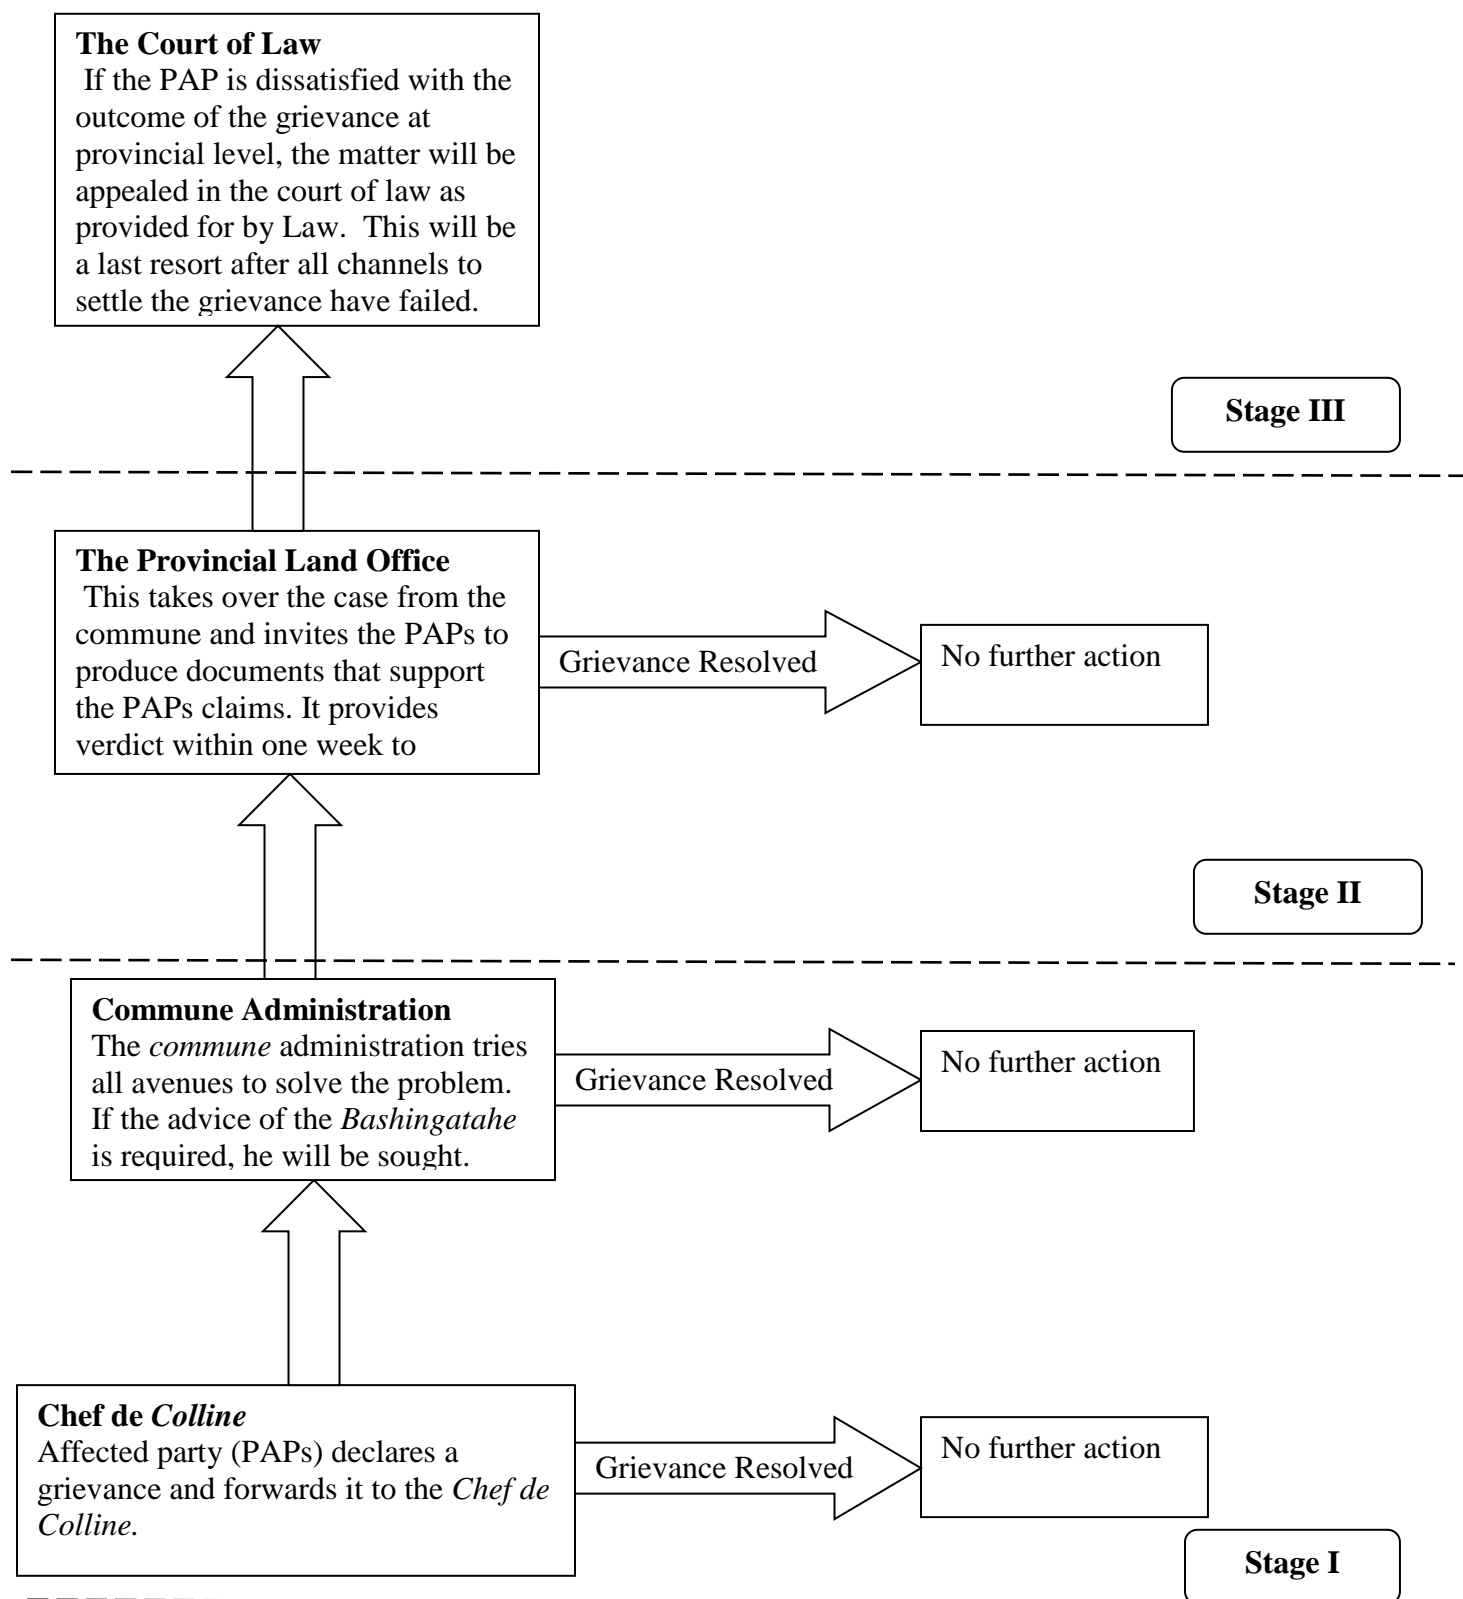 The Court of Law
If the PAP is dissatisfied with the
outcome of the grievance at
provincial level, the matter will be
appealed in the court of law as
provided for by Law.  This will be
a last resort after all channels to
settle the grievance have failed.
Stage III
The Provincial Land Office
This takes over the case from the
commune and invites the PAPs to
produce documents that support
the PAPs claims. It provides
verdict within one week to
Grievance Resolved
No further action
Stage II
Commune Administration
The commune administration tries
all avenues to solve the problem.
If the advice of the Bashingatahe
is required, he will be sought.
Grievance Resolved
No further action
Chef de Colline
Affected party (PAPs) declares a
grievance and forwards it to the Chef de
Colline.
Grievance Resolved
No further action
Stage I